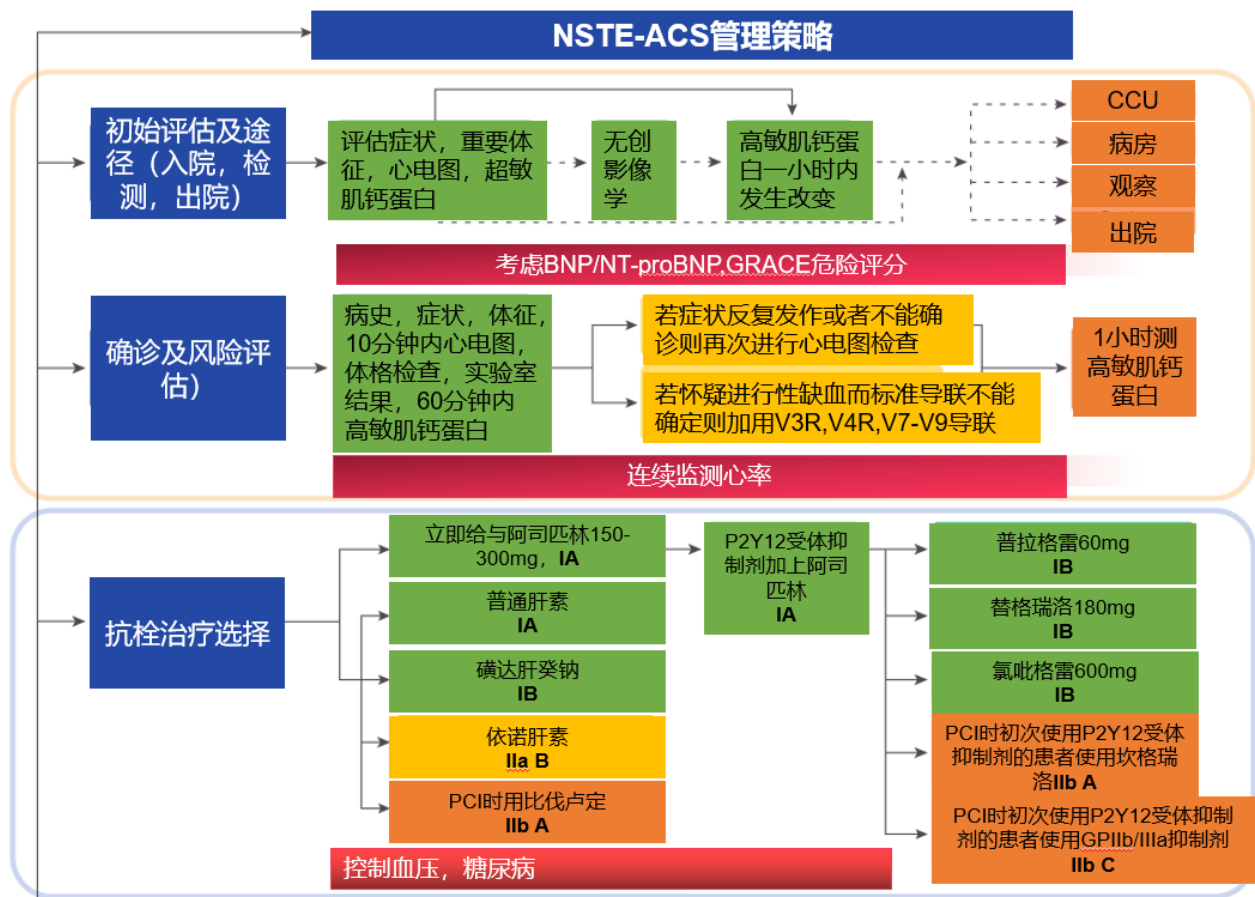 NSTE-ACS管理策略
初始评估及途
径（入院，检
测，出院）
评估症状，重要体
征，心电图，超敏
肌钙蛋白
无创
影像
学
高敏肌钙蛋
白一小时内
发生改变
CCU
病房
观察
出院
考虑BNP/NT-proBNP,GRACE危险评分
确诊及风险评
估）
病史，症状，体征，
10分钟内心电图，
体格检查，实验室
结果，60分钟内
高敏肌钙蛋白
若症状反复发作或者不能确
诊则再次进行心电图检查
若怀疑进行性缺血而标准导联不能
确定则加用V3R,V4R,V7-V9导联
1小时测
高敏肌钙
蛋白
连续监测心率
抗栓治疗选择
立即给与阿司匹林150-
300mg，IA
普通肝素
IA
磺达肝癸钠
IB
依诺肝素
IIa B
PCI时用比伐卢定
IIb A
P2Y12受体抑
制剂加上阿司
匹林
IA
普拉格雷60mg
IB
替格瑞洛180mg
IB
氯吡格雷600mg
IB
PCI时初次使用P2Y12受体
抑制剂的患者使用坎格瑞
洛IIb A
PCI时初次使用P2Y12受体抑制
剂的患者使用GPIIb/IIIa抑制剂
IIb C
控制血压，糖尿病